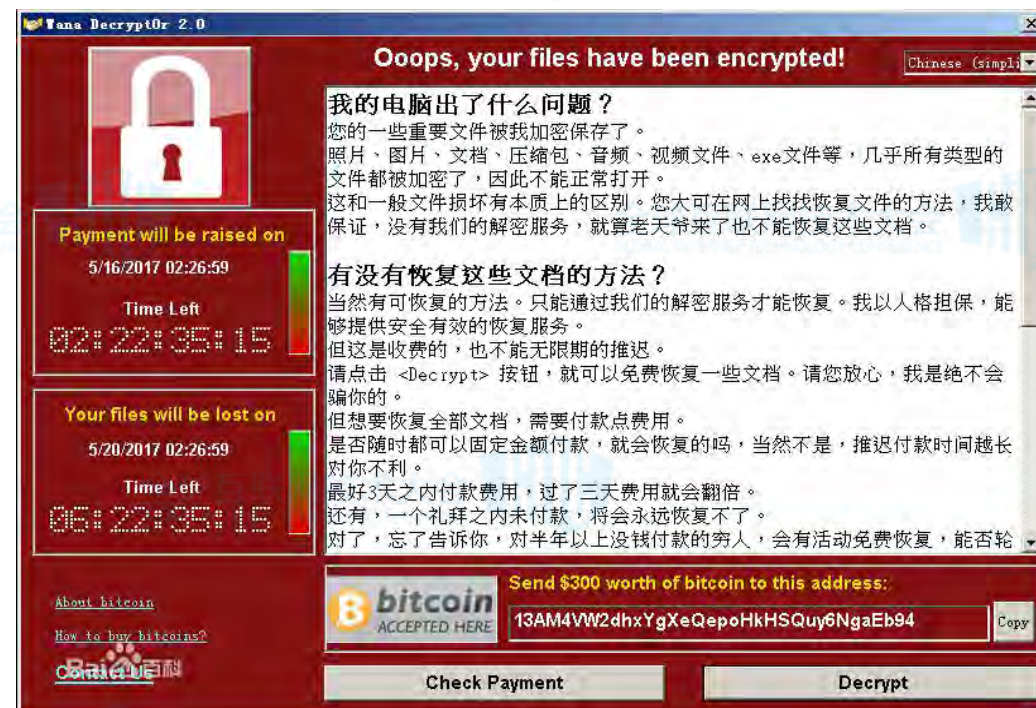 Wana Decrypt0r 2.0
Ooops, your files have been encrypted!
Chinese (simpli
Payment will be raised on
5/16/2017 02:26:59
Time Left
02:22:35:15
Your files will be lost on
5/20/2017 02:26:59
Time Left
06:22:35:15
About bitcoin
How to buy bitcoins?
Contact Us
Bai 百科
我的电脑出了什么问题？
您的一些重要文件被我加密保存了。
照片、图片、文档、压缩包、音频、视频文件、exe文件等，几乎所有类型的
文件都被加密了，因此不能正常打开。
这和一般文件损坏有本质上的区别。您大可在网上找找恢复文件的方法，我敢
保证，没有我们的解密服务，就算老天爷来了也不能恢复这些文档。
有没有恢复这些文档的方法？
当然有可恢复的方法。只能通过我们的解密服务才能恢复。我以人格担保，能
够提供安全有效的恢复服务。
但这是收费的，也不能无限期的推迟。
请点击 <Decrypt> 按钮，就可以免费恢复一些文档。请您放心，我是绝不会
骗你的。
但想要恢复全部文档，需要付款点费用。
是否随时都可以固定金额付款，就会恢复的吗，当然不是，推迟付款时间越长
对你不利。
最好3天之内付款费用，过了三天费用就会翻倍。
还有，一个礼拜之内未付款，将会永远恢复不了。
对了，忘了告诉你，对半年以上没钱付款的穷人，会有活动免费恢复，能否轮
bitcoin
ACCEPTED HERE
Send $300 worth of bitcoin to this address:
13AM4VW2dhxYgXeQepoHkHSQuy6NgaEb94
Copy
Check Payment
Decrypt